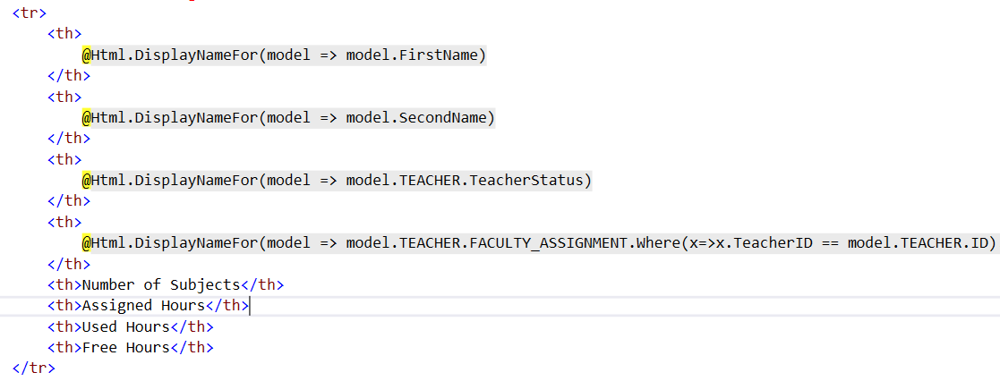 <tr>
<th>
@Html.DisplayNameFor(model => model.FirstName)
</th>
<th>
@Html.DisplayNameFor(model => model.SecondName)
</th>
<th>
@Html.DisplayNameFor(model => model.TEACHER.TeacherStatus)
</th>
<th>
@Html.DisplayNameFor(model => model.TEACHER.FACULTY_ASSIGNMENT.Where(x=>x.TeacherID == model.TEACHER.ID)
</th>
<th>Number of Subjects</th>
<th>Assigned Hours</th>
<th>Used Hours</th>
<th>Free Hours</th>
</tr>